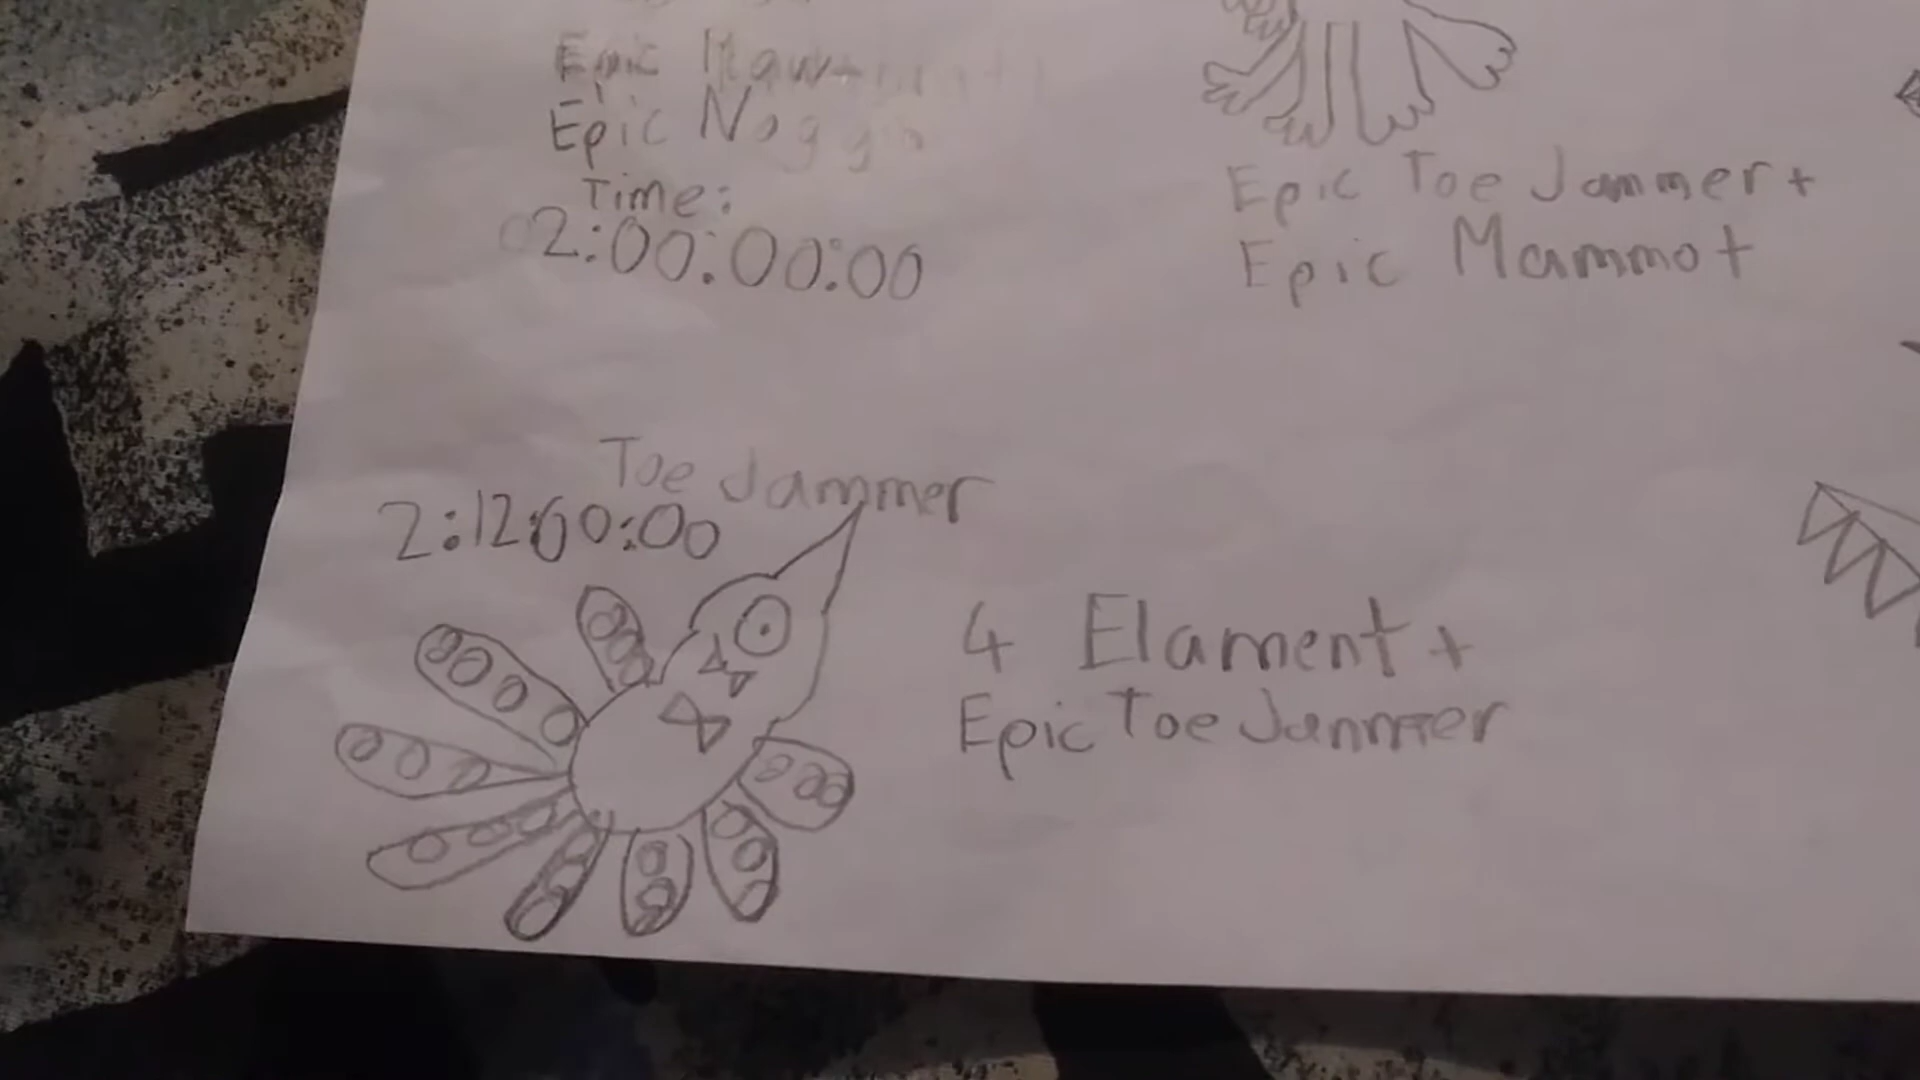 Epic
Epic Noggin
Time:
2:00:00:00
Epic Toe Jammer+
Epic Mammot
Toe Jammer
2:12:00:00
4 Elament +
Epic Toe Jammer